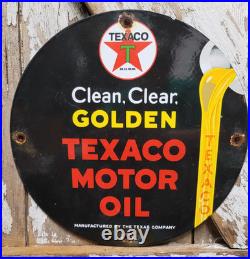 TEXACO
T
Clean, Clear,
GOLDEN
TEXACO
MOTOR
OIL
TEXACO
MANUFACTURED BY THE TEXAS COMPANY